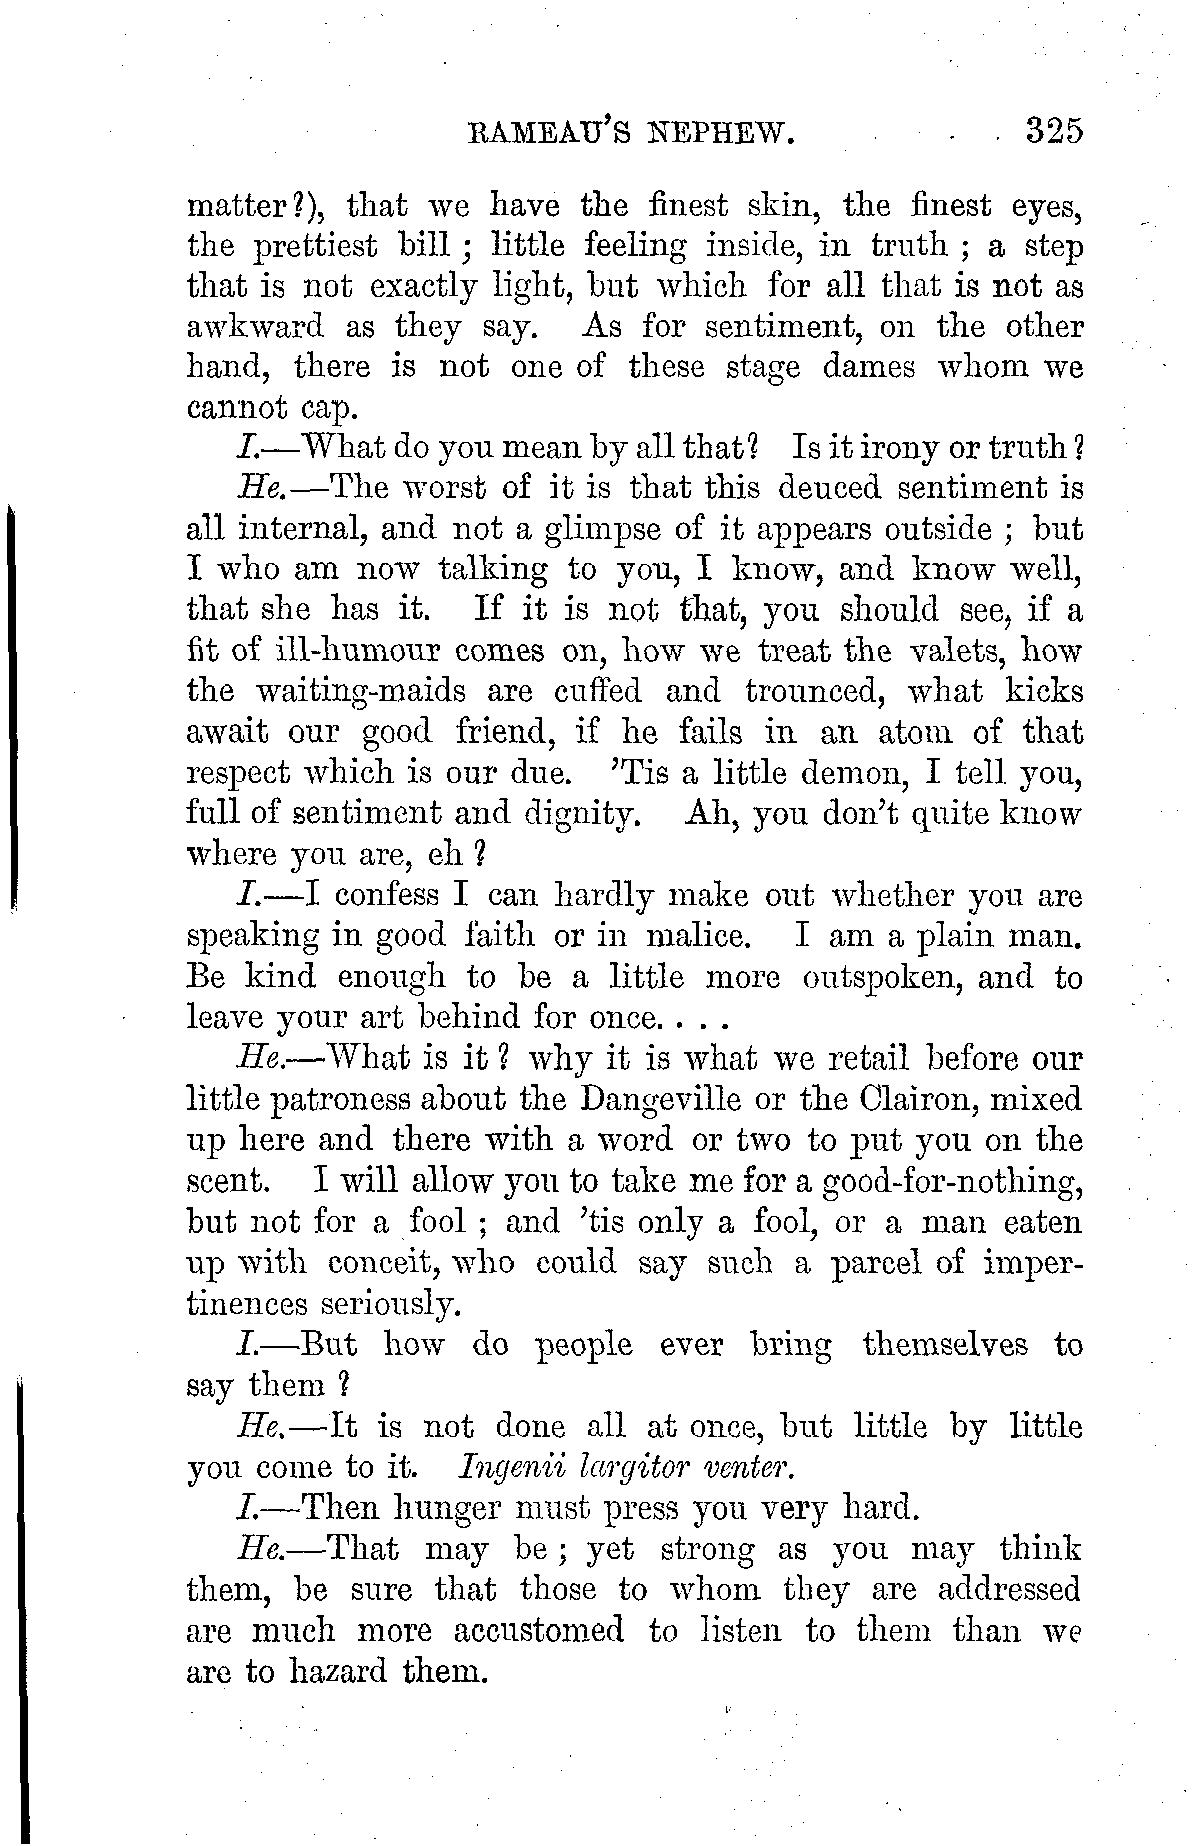 RAMEAU'S NEPHEW. 325
matter?), that we have the finest skin, the finest eyes,
the prettiest bill ; little feeling inside, in truth ; a step
that is not exactly light, but which for all that is not as
awkward as they say. As for sentiment, on the other
hand, there is not one of these stage dames whom we
cannot cap.
I.—What do you mean by all that? Is it irony or truth?
He.—The worst of it is that this deuced sentiment is
all internal, and not a glimpse of it appears outside ; but
I who am now talking to you, I know, and know well,
that she has it. If it is not that, you should see, if a
fit of ill-humour comes on, how we treat the valets, how
the waiting-maids are cuffed and trounced, what kicks
await our good friend, if he fails in an atom of that
respect which is our due. 'Tis a little demon, I tell you,
full of sentiment and dignity. Ah, you don't quite know
where you are, eh ?
I.—I confess I can hardly make out whether you are
speaking in good faith or in malice. I am a plain man.
Be kind enough to be a little more outspoken, and to
leave your art behind for once. . . .
He.—What is it ? why it is what we retail before our
little patroness about the Dangeville or the Clairon, mixed
up here and there with a word or two to put you on the
scent. I will allow you to take me for a good-for-nothing,
but not for a fool ; and 'tis only a fool, or a man eaten
up with conceit, who could say such a parcel of imper-
tinences seriously.
I.—But how do people ever bring themselves to
say them ?
He.—It is not done all at once, but little by little
you come to it. Ingenii largitor venter.
I.—Then hunger must press you very hard.
He.—That may be ; yet strong as you may think
them, be sure that those to whom they are addressed
are much more accustomed to listen to them than we
are to hazard them.